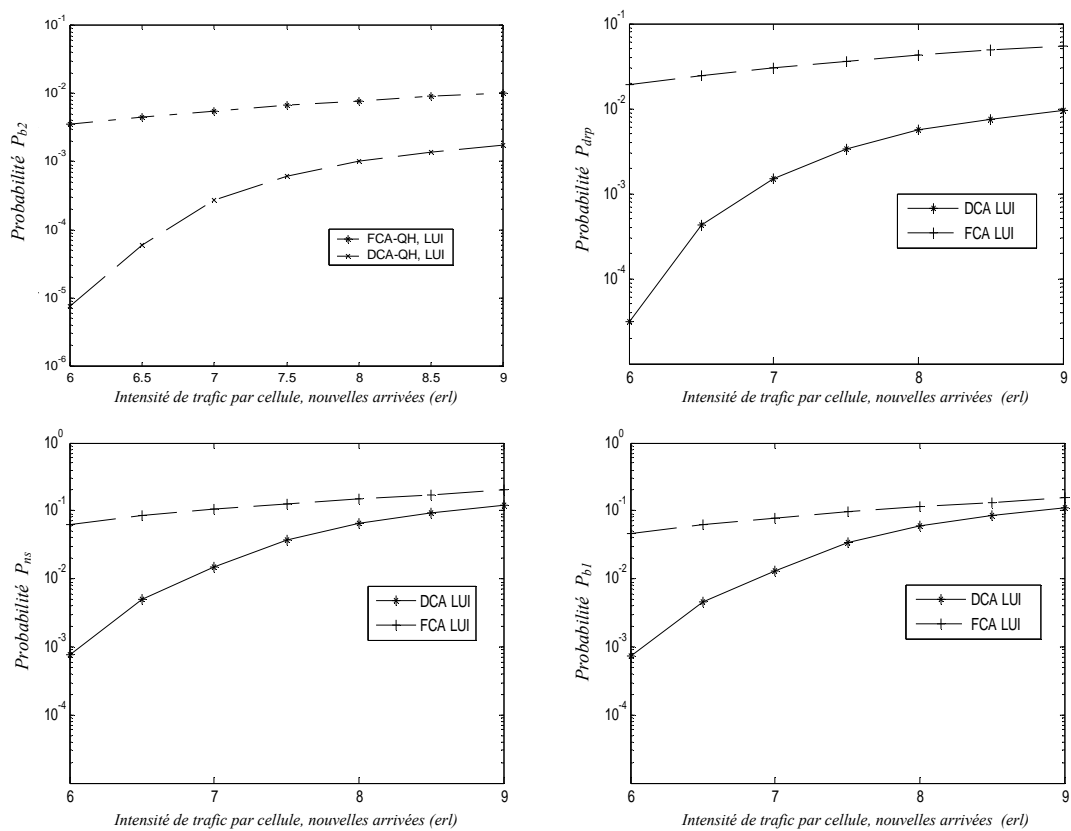 10^-1
10^-2
10^-3
10^-4
10^-5
10^-6
Probabilité P_b2
FCA-QH, LUI
DCA-QH, LUI
6 6.5 7 7.5 8 8.5 9
Intensité de trafic par cellule, nouvelles arrivées (erl)
10^-1
10^-2
10^-3
10^-4
Probabilité P_drp
DCA LUI
FCA LUI
6 7 8 9
Intensité de trafic par cellule, nouvelles arrivées (erl)
10^0
10^-1
10^-2
10^-3
10^-4
Probabilité P_ns
DCA LUI
FCA LUI
6 7 8 9
Intensité de trafic par cellule, nouvelles arrivées (erl)
10^0
10^-1
10^-2
10^-3
10^-4
Probabilité P_b1
DCA LUI
FCA LUI
6 7 8 9
Intensité de trafic par cellule, nouvelles arrivées (erl)